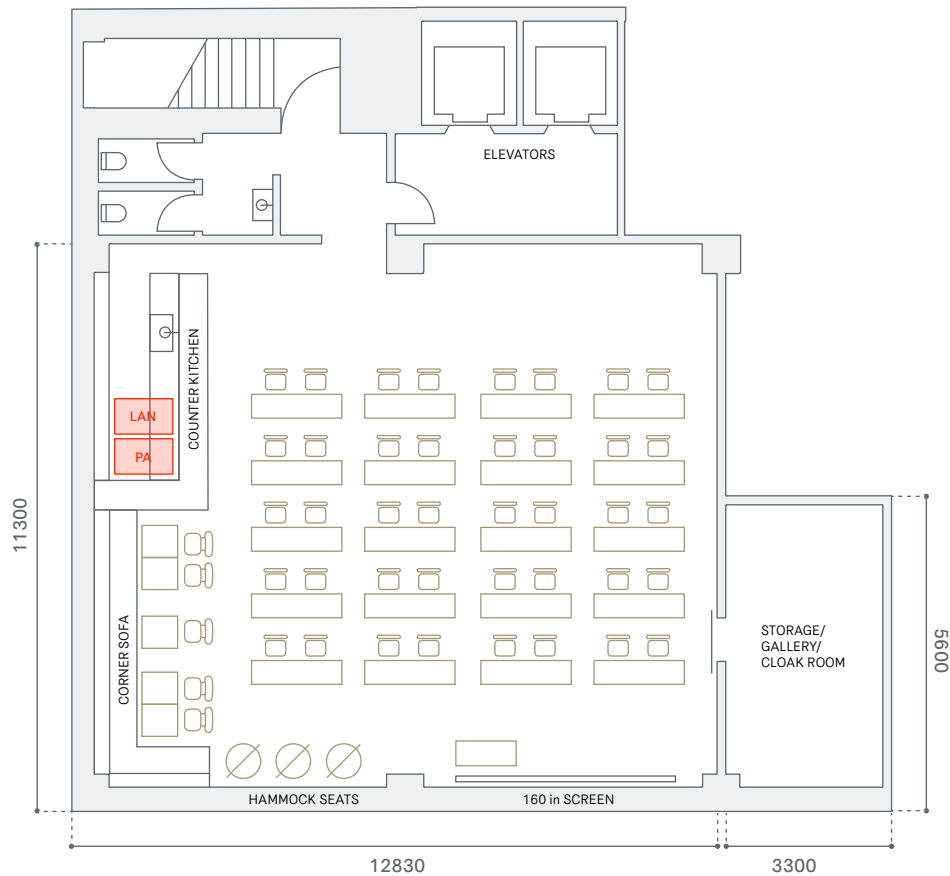 ELEVATORS
COUNTER KITCHEN
LAN
PA
11300
CORNER SOFA
STORAGE/
GALLERY/
CLOAK ROOM
5600
HAMMOCK SEATS
160 in SCREEN
12830
3300